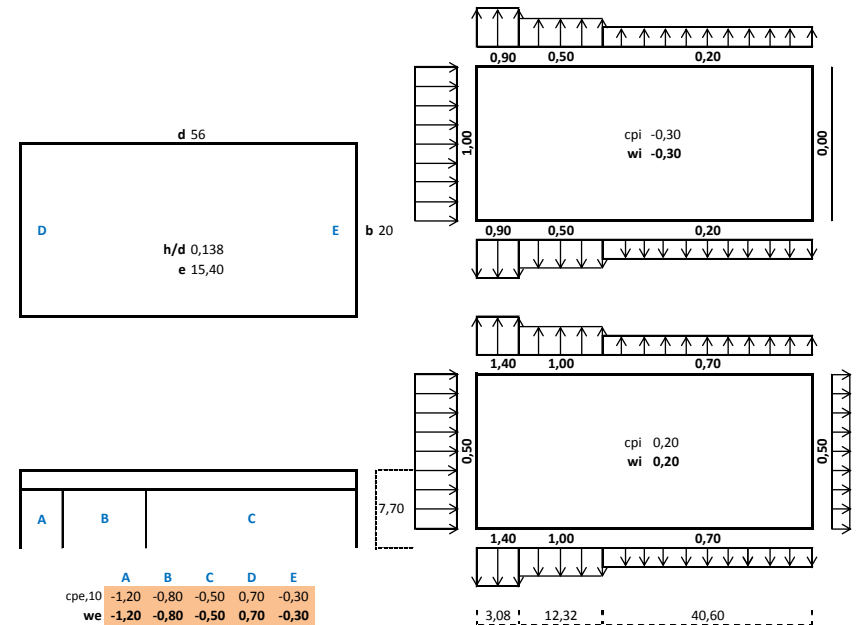 d 56
D
E
b 20
h/d 0,138
e 15,40
A
B
C
7,70
A B C D E
cpe,10 -1,20 -0,80 -0,50 0,70 -0,30
we -1,20 -0,80 -0,50 0,70 -0,30
0,90 0,50 0,20
1,00
cpi -0,30
wi -0,30
0,00
0,90 0,50 0,20
1,40 1,00 0,70
0,50
cpi 0,20
wi 0,20
0,50
1,40 1,00 0,70
3,08 12,32 40,60